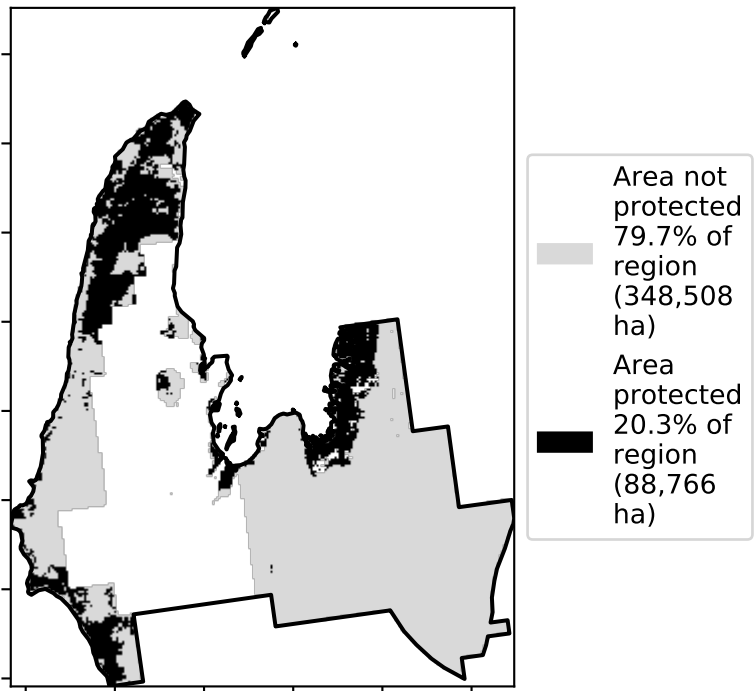 Area not
protected
79.7% of
region
(348,508
ha)
Area
protected
20.3% of
region
(88,766
ha)